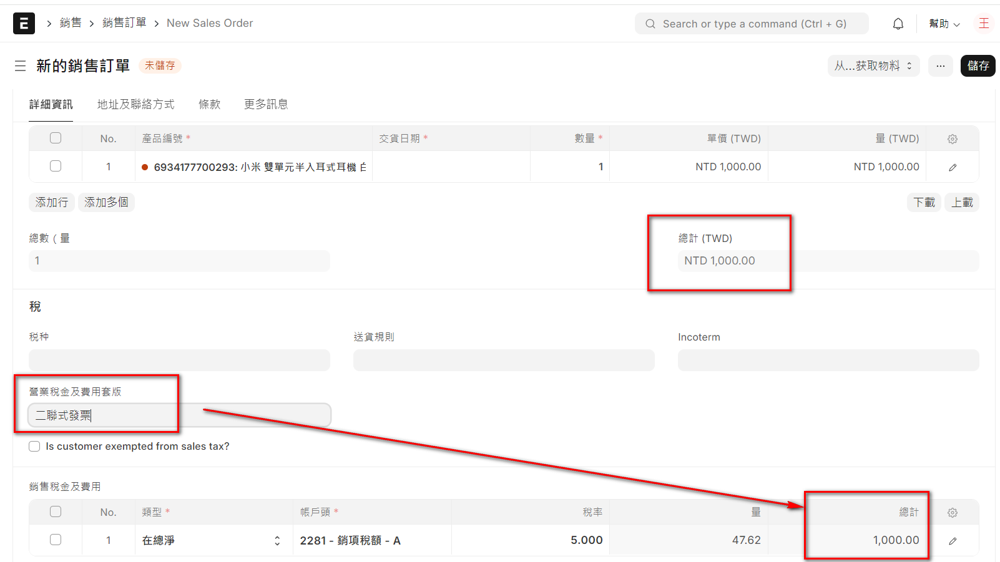 E > 銷售 > 銷售訂單 > New Sales Order
Search or type a command (Ctrl + G)
幫助
王
新的銷售訂單
未儲存
从...获取物料
...
儲存
詳細資訊
地址及聯絡方式
條款
更多訊息
No.
產品編號 *
交貨日期 *
數量 *
單價 (TWD)
量 (TWD)
1
6934177700293: 小米 雙單元半入耳式耳機 白
1
NTD 1,000.00
NTD 1,000.00
添加行
添加多個
下載
上載
總數（量
總計 (TWD)
1
NTD 1,000.00
稅
税种
送貨規則
Incoterm
營業稅金及費用套版
二聯式發票
Is customer exempted from sales tax?
銷售稅金及費用
No.
類型 *
帳戶頭 *
稅率
量
總計
1
在總淨
2281 - 銷項稅額 - A
5.000
47.62
1,000.00